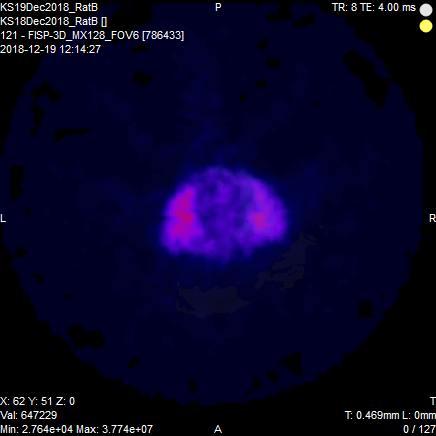 KS19Dec2018_RatB
P
TR: 8 TE: 4.00 ms
KS18Dec2018_RatB []
121 - FISP-3D_MX128_FOV6 [786433]
2018-12-19 12:14:27
L
R
X: 62 Y: 51 Z: 0
T
Val: 647229
T: 0.469mm L: 0mm
Min: 2.764e+04 Max: 3.774e+07
A
0 / 127